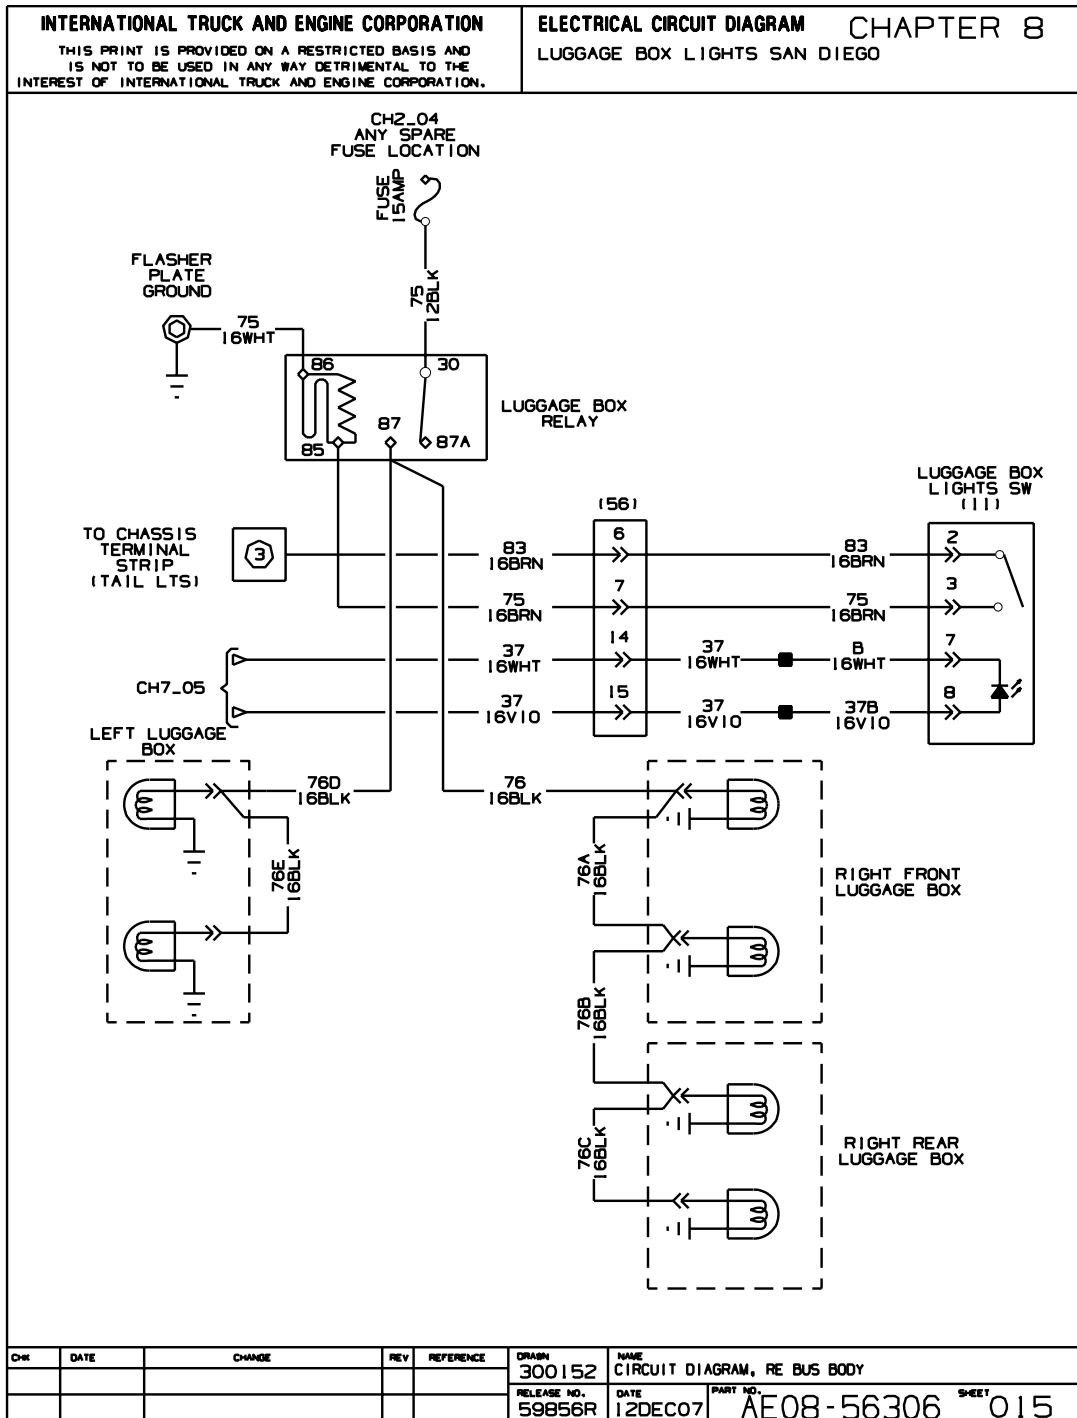 INTERNATIONAL TRUCK AND ENGINE CORPORATION
THIS PRINT IS PROVIDED ON A RESTRICTED BASIS AND
IS NOT TO BE USED IN ANY WAY DETRIMENTAL TO THE
INTEREST OF INTERNATIONAL TRUCK AND ENGINE CORPORATION.
ELECTRICAL CIRCUIT DIAGRAM CHAPTER 8
LUGGAGE BOX LIGHTS SAN DIEGO
CH2_04
ANY SPARE
FUSE LOCATION
FUSE
15AMP
75
12BLK
FLASHER
PLATE
GROUND
75
16WHT
86
30
87
85
87A
LUGGAGE BOX
RELAY
LUGGAGE BOX
LIGHTS SW
(11)
(56)
TO CHASSIS
TERMINAL
STRIP
(TAIL LTS)
3
83
16BRN
6
83
16BRN
2
75
16BRN
7
75
16BRN
3
37
16WHT
14
37
16WHT
B
16WHT
7
CH7_05
37
16VIO
15
37
16VIO
37B
16VIO
8
LEFT LUGGAGE
BOX
76D
16BLK
76
16BLK
76E
16BLK
76A
16BLK
RIGHT FRONT
LUGGAGE BOX
76B
16BLK
76C
16BLK
RIGHT REAR
LUGGAGE BOX
CHK DATE CHANGE REV REFERENCE
DRAWN
300152
NAME
CIRCUIT DIAGRAM, RE BUS BODY
RELEASE NO.
59856R
DATE
12DEC07
PART NO.
AE08-56306
SHEET
015